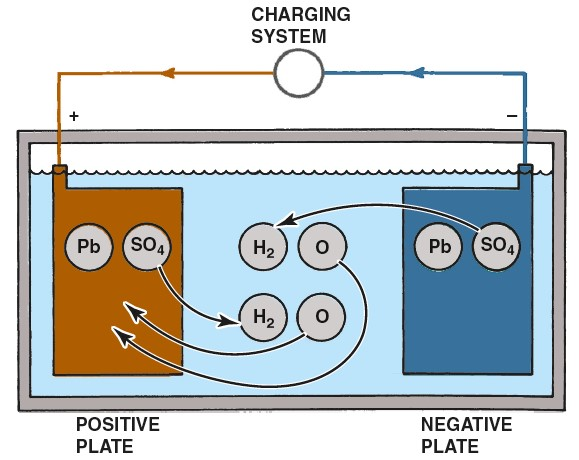 CHARGING
SYSTEM
+
–
Pb
SO₄
H₂
O
Pb
SO₄
H₂
O
POSITIVE
PLATE
NEGATIVE
PLATE